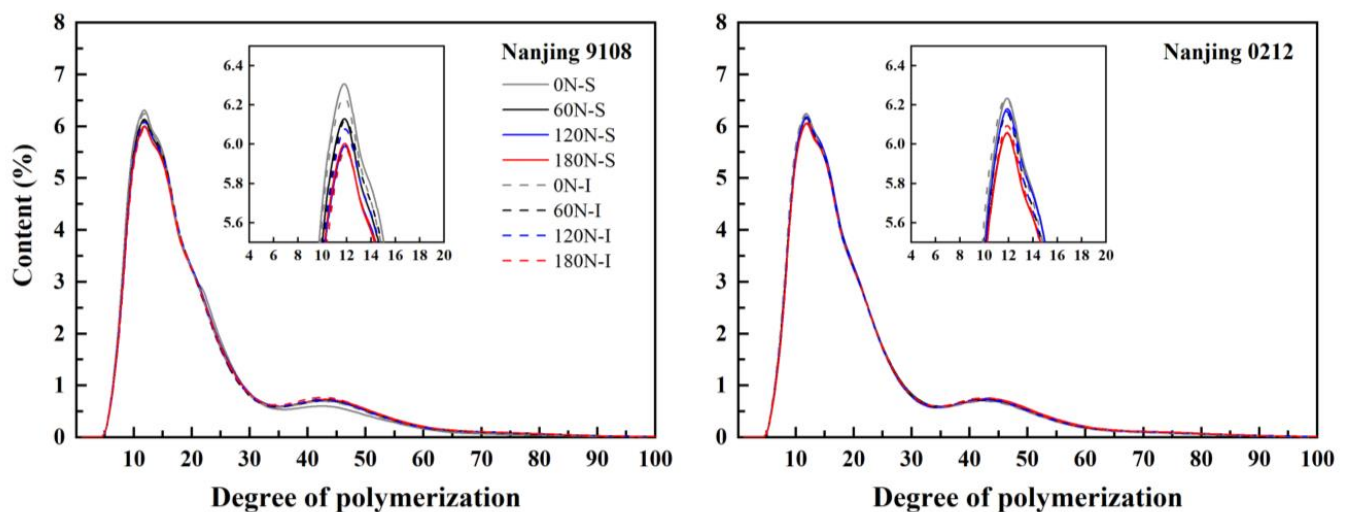 Nanjing 9108
0N-S
60N-S
120N-S
180N-S
0N-I
60N-I
120N-I
180N-I
Content (%)
8
7
6
5
4
3
2
1
0
10 20 30 40 50 60 70 80 90 100
Degree of polymerization
6.4
6.2
6.0
5.8
5.6
4 6 8 10 12 14 16 18 20
Nanjing 0212
8
7
6
5
4
3
2
1
0
10 20 30 40 50 60 70 80 90 100
Degree of polymerization
6.4
6.2
6.0
5.8
5.6
4 6 8 10 12 14 16 18 20